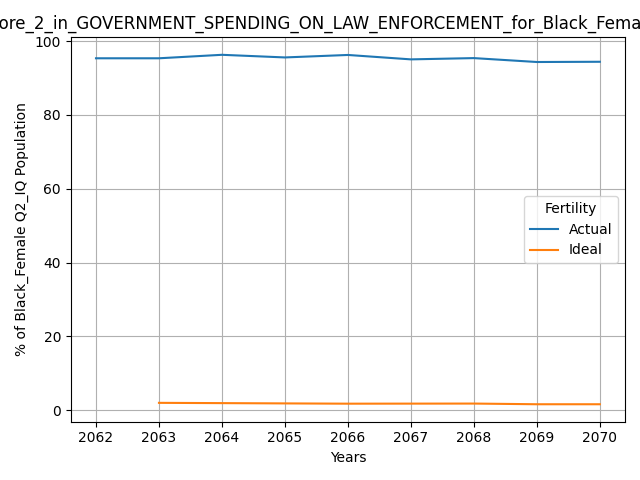 ore_2_in_GOVERNMENT_SPENDING_ON_LAW_ENFORCEMENT_for_Black_Fema
100
80
60
40
20
0
% of Black_Female Q2_IQ Population
Fertility
Actual
Ideal
2062 2063 2064 2065 2066 2067 2068 2069 2070
Years